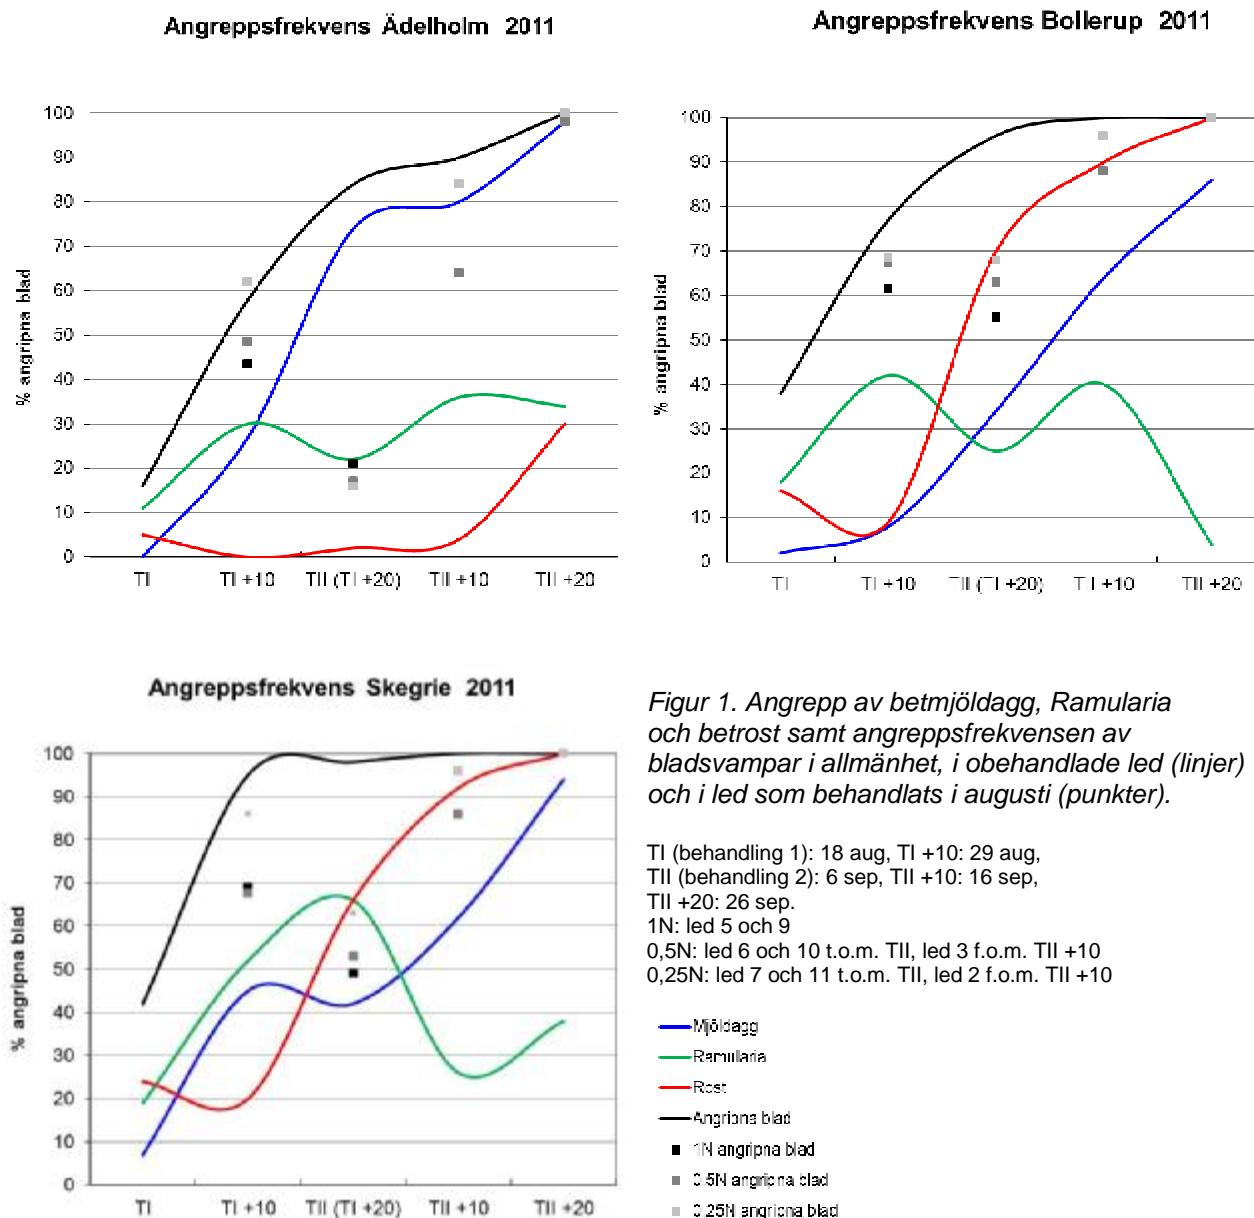 Angreppsfrekvens Ädelholm 2011
% angripna blad
100
90
80
70
60
50
40
30
20
10
0
TI
TI +10
TII (TI +20)
TII +10
TII +20
Angreppsfrekvens Bollerup 2011
% angripna blad
100
90
80
70
60
50
40
30
20
10
0
TI
TI +10
TII (TI +20)
TII +10
TII +20
Angreppsfrekvens Skegrie 2011
% angripna blad
100
90
80
70
60
50
40
30
20
10
0
TI
TI +10
TII (TI +20)
TII +10
TII +20
Figur 1. Angrepp av betmjöldagg, Ramularia
och betrost samt angreppsfrekvensen av
bladsvampar i allmänhet, i obehandlade led (linjer)
och i led som behandlats i augusti (punkter).
TI (behandling 1): 18 aug, TI +10: 29 aug,
TII (behandling 2): 6 sep, TII +10: 16 sep,
TII +20: 26 sep.
1N: led 5 och 9
0,5N: led 6 och 10 t.o.m. TII, led 3 f.o.m. TII +10
0,25N: led 7 och 11 t.o.m. TII, led 2 f.o.m. TII +10
Mjöldagg
Ramularia
Rost
Angripna blad
1N angripna blad
0.5N angripna blad
0.25N angripna blad